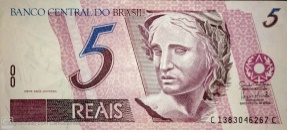 BANCO CENTRAL DO BRASIL
5
5
REAIS
C 1383046267 C